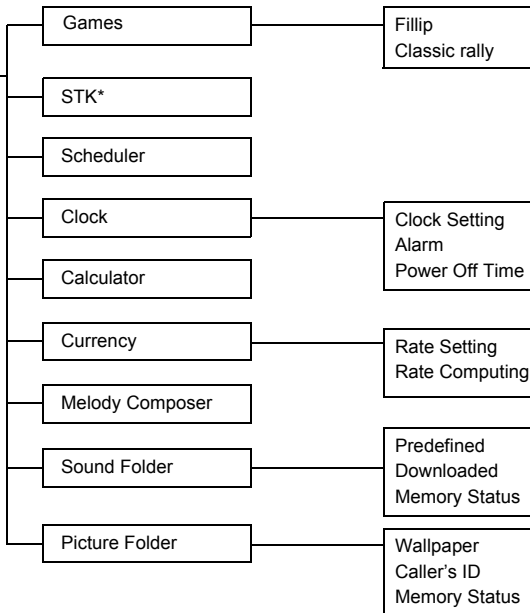 Games
Fillip
Classic rally
STK*
Scheduler
Clock
Clock Setting
Alarm
Power Off Time
Calculator
Currency
Rate Setting
Rate Computing
Melody Composer
Sound Folder
Predefined
Downloaded
Memory Status
Picture Folder
Wallpaper
Caller's ID
Memory Status